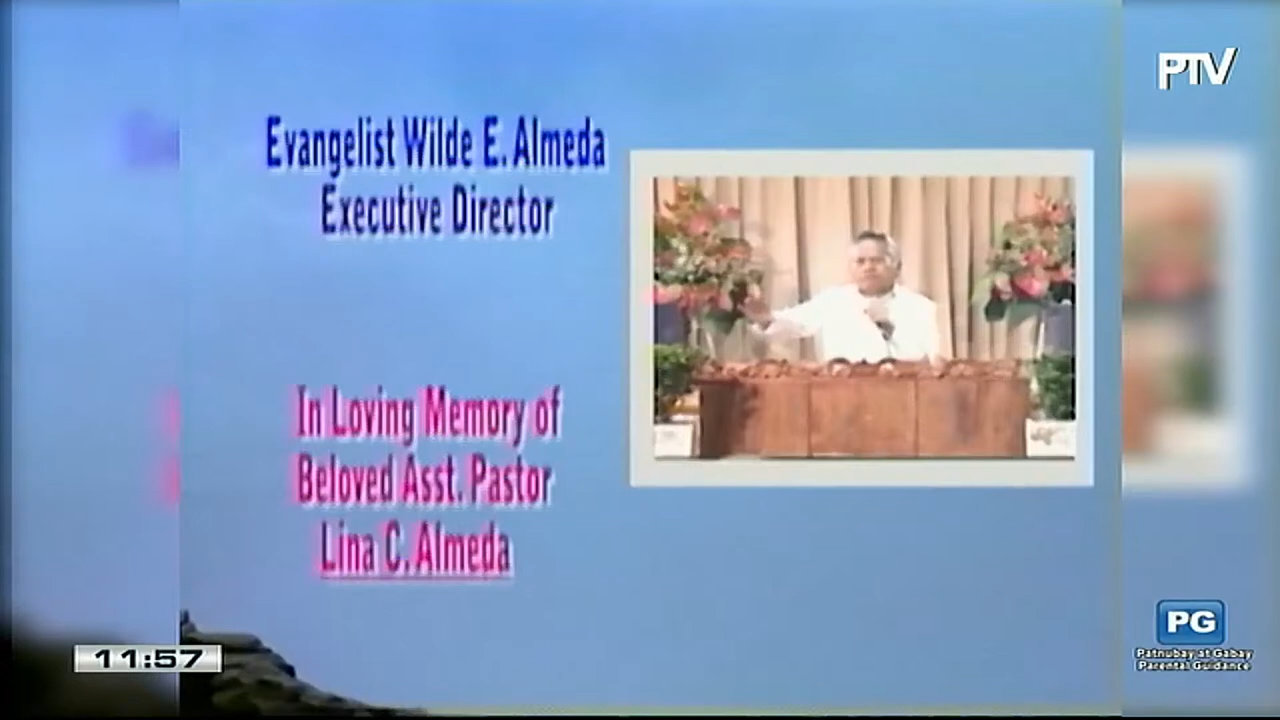 PTV
Evangelist Wilde E. Almeda
Executive Director
In Loving Memory of
Beloved Asst. Pastor
Lina C. Almeda
PG
Patnubay at Gabay
Parental Guidance
11:57